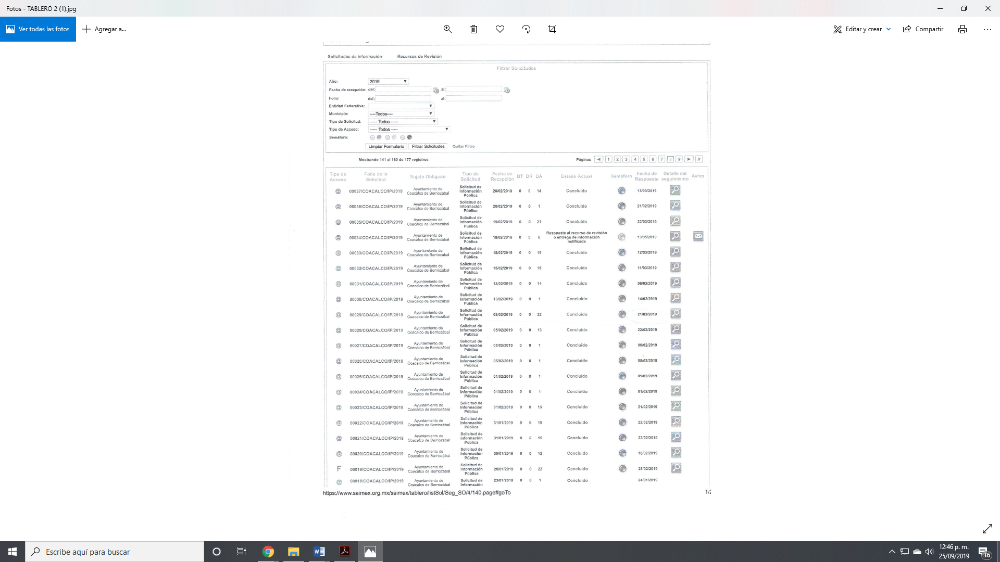 Fotos - TABLERO 2 (1).jpg
Ver todas las fotos
Agregar a...
Editar y crear
Compartir
Solicitudes de Información Recursos de Revisión
Filtrar Solicitudes
Año: 2019
Fecha de recepción: del: al:
Folio: del: al:
Entidad Federativa:
Municipio: ----Todos----
Tipo de Solicitud: ----- Todos -----
Tipo de Acceso: ----- Todos -----
Semáforo:
Limpiar Formulario Filtrar Solicitudes Quitar Filtro
Mostrando 141 al 160 de 177 registros
Páginas ◄ 1 2 3 4 5 6 7 8 9 ► Ir
Tipo de Acceso Folio de la Solicitud Sujeto Obligado Tipo de Solicitud Fecha de Recepción DT DR DA Estado Actual Semáforo Fecha de Respuesta Detalle del seguimiento Aviso
@ 00037/COACALCO/IP/2019 Ayuntamiento de Coacalco de Berriozábal Solicitud de Información Pública 20/02/2019 0 0 14 Concluido 13/03/2019
@ 00036/COACALCO/IP/2019 Ayuntamiento de Coacalco de Berriozábal Solicitud de Información Pública 20/02/2019 0 0 1 Concluido 21/02/2019
@ 00035/COACALCO/IP/2019 Ayuntamiento de Coacalco de Berriozábal Solicitud de Información Pública 19/02/2019 0 0 21 Concluido 22/03/2019
@ 00034/COACALCO/IP/2019 Ayuntamiento de Coacalco de Berriozábal Solicitud de Información Pública 18/02/2019 0 0 6 Respuesta al recurso de revisión o entrega de información notificada 13/05/2019
@ 00033/COACALCO/IP/2019 Ayuntamiento de Coacalco de Berriozábal Solicitud de Información Pública 18/02/2019 0 0 15 Concluido 12/03/2019
@ 00032/COACALCO/IP/2019 Ayuntamiento de Coacalco de Berriozábal Solicitud de Información Pública 15/02/2019 0 0 15 Concluido 11/03/2019
@ 00031/COACALCO/IP/2019 Ayuntamiento de Coacalco de Berriozábal Solicitud de Información Pública 13/02/2019 0 0 14 Concluido 06/03/2019
@ 00030/COACALCO/IP/2019 Ayuntamiento de Coacalco de Berriozábal Solicitud de Información Pública 13/02/2019 0 0 1 Concluido 14/02/2019
@ 00029/COACALCO/IP/2019 Ayuntamiento de Coacalco de Berriozábal Solicitud de Información Pública 08/02/2019 0 0 22 Concluido 21/03/2019
@ 00028/COACALCO/IP/2019 Ayuntamiento de Coacalco de Berriozábal Solicitud de Información Pública 05/02/2019 0 0 13 Concluido 22/02/2019
@ 00027/COACALCO/IP/2019 Ayuntamiento de Coacalco de Berriozábal Solicitud de Información Pública 05/02/2019 0 0 1 Concluido 06/02/2019
@ 00026/COACALCO/IP/2019 Ayuntamiento de Coacalco de Berriozábal Solicitud de Información Pública 05/02/2019 0 0 1 Concluido 05/02/2019
@ 00025/COACALCO/IP/2019 Ayuntamiento de Coacalco de Berriozábal Solicitud de Información Pública 01/02/2019 0 0 1 Concluido 01/02/2019
@ 00024/COACALCO/IP/2019 Ayuntamiento de Coacalco de Berriozábal Solicitud de Información Pública 01/02/2019 0 0 1 Concluido 01/02/2019
@ 00023/COACALCO/IP/2019 Ayuntamiento de Coacalco de Berriozábal Solicitud de Información Pública 01/02/2019 0 0 13 Concluido 21/02/2019
@ 00022/COACALCO/IP/2019 Ayuntamiento de Coacalco de Berriozábal Solicitud de Información Pública 31/01/2019 0 0 15 Concluido 22/02/2019
@ 00021/COACALCO/IP/2019 Ayuntamiento de Coacalco de Berriozábal Solicitud de Información Pública 31/01/2019 0 0 15 Concluido 22/02/2019
@ 00020/COACALCO/IP/2019 Ayuntamiento de Coacalco de Berriozábal Solicitud de Información Pública 30/01/2019 0 0 12 Concluido 18/02/2019
F 00019/COACALCO/IP/2019 Ayuntamiento de Coacalco de Berriozábal Solicitud de Información Pública 28/01/2019 0 0 22 Concluido 28/02/2019
@ 00018/COACALCO/IP/2019 Ayuntamiento de Coacalco de Berriozábal Solicitud de Información 23/01/2019 0 0 1 Concluido 24/01/2019
https://www.saimex.org.mx/saimex/tablero/listSol/Seg_SO/4/140.page#goTo 1/2
Escribe aquí para buscar
12:46 p. m.
25/09/2019
36